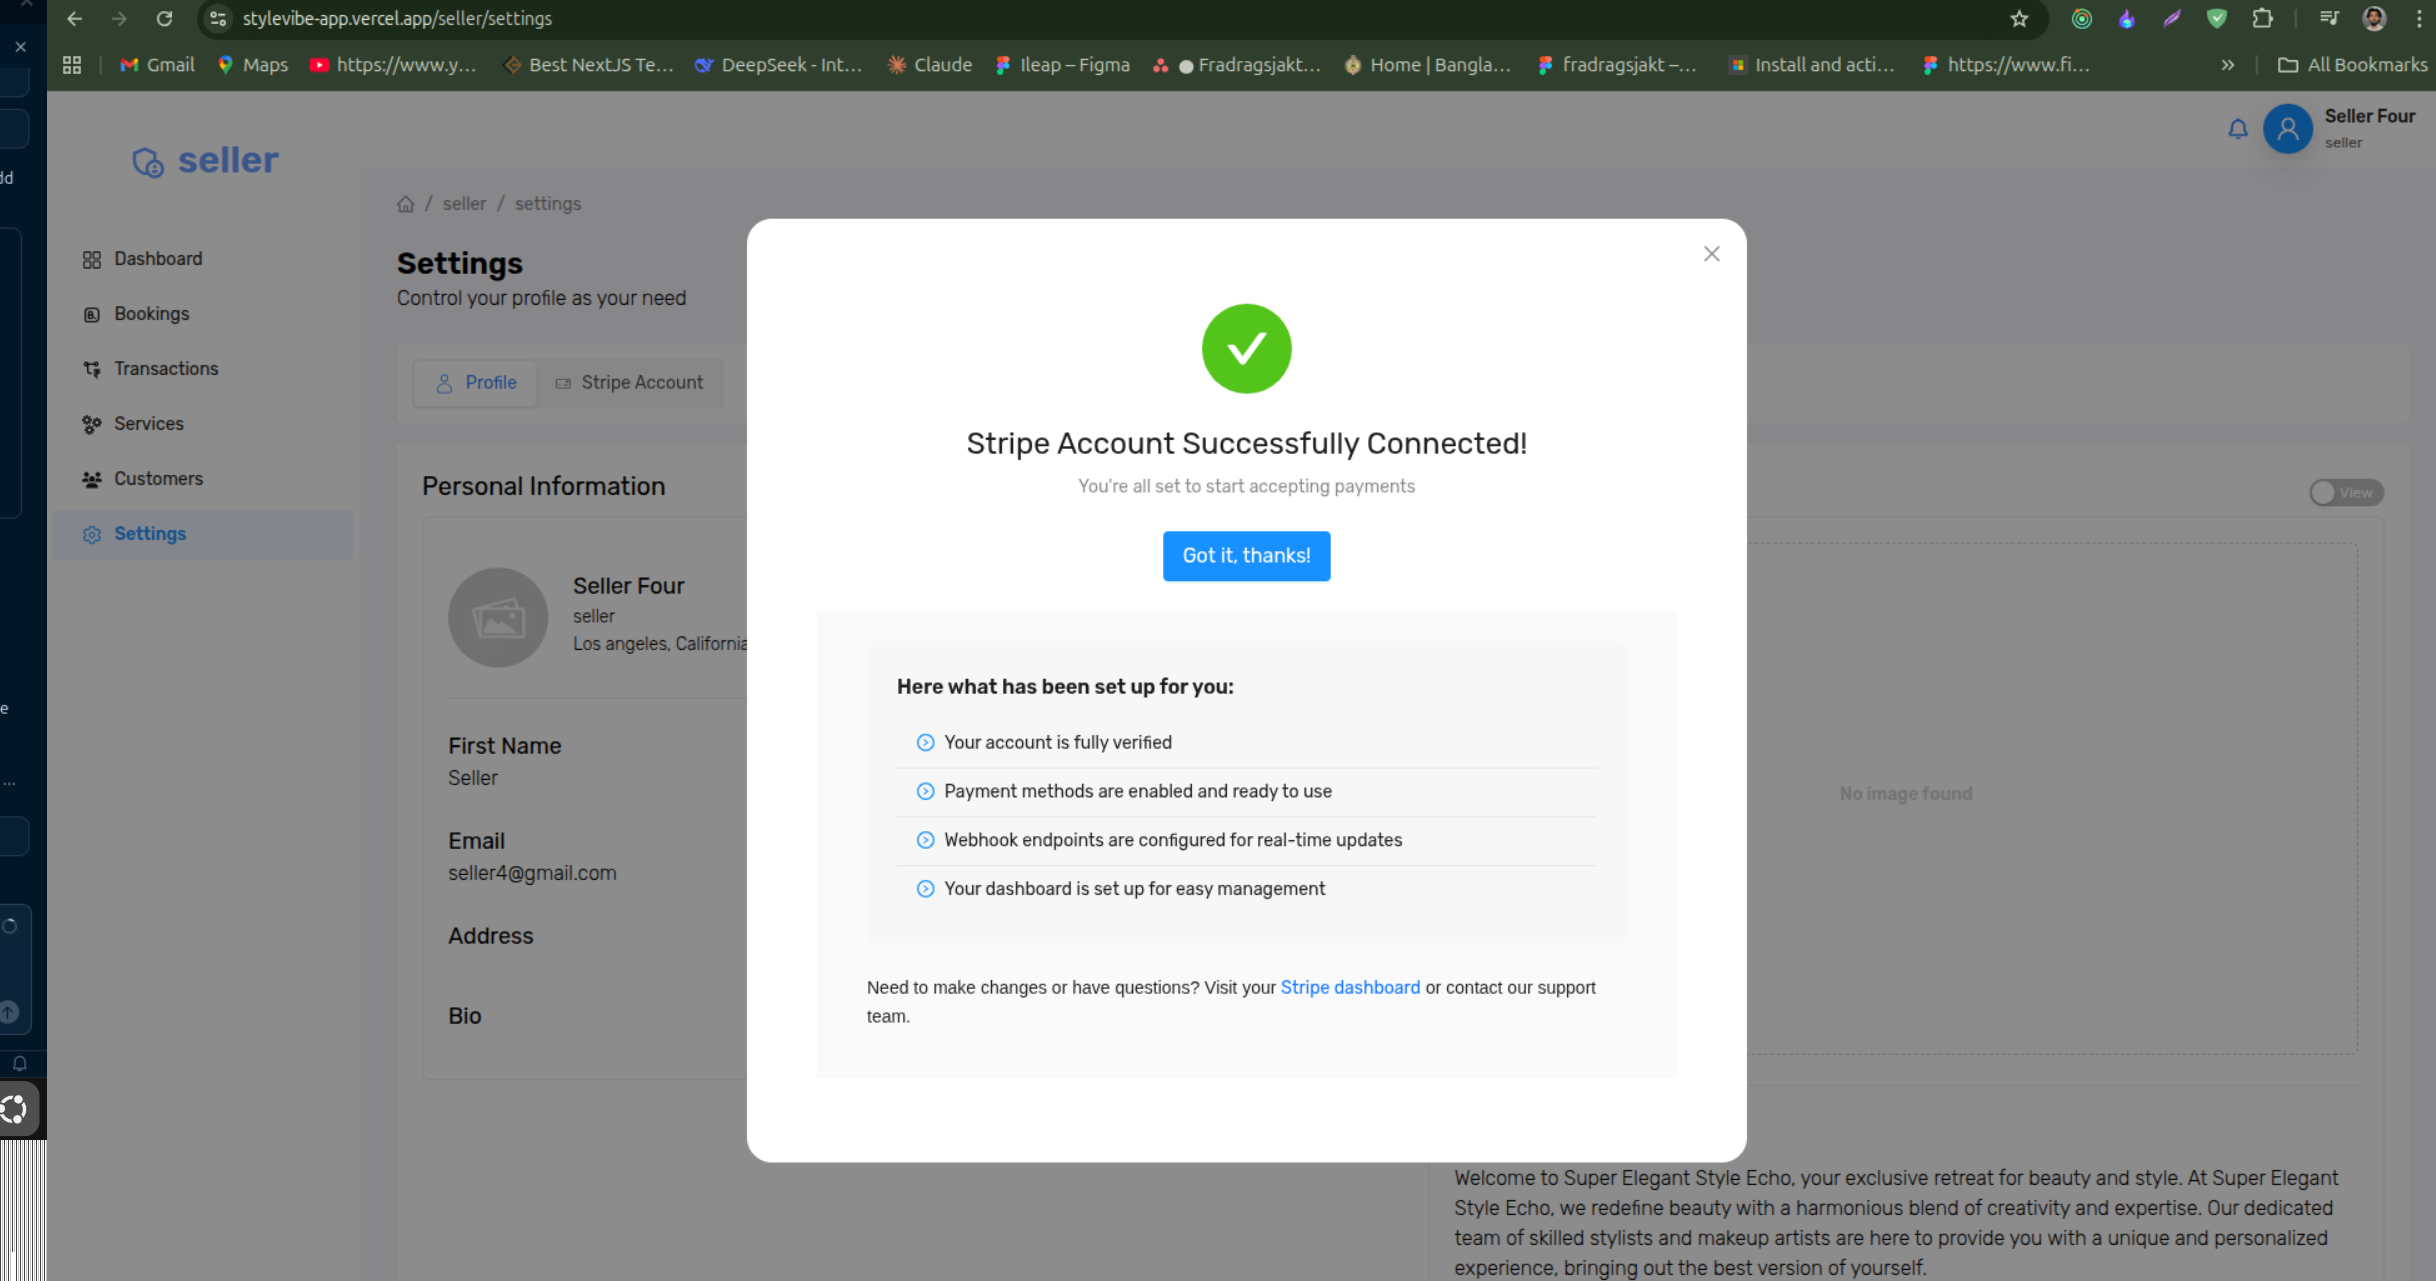 stylevibe-app.vercel.app/seller/settings
Gmail
Maps
https://www.y...
Best NextJS Te...
DeepSeek - Int...
Claude
Ileap – Figma
Fradragsjakt...
Home | Bangla...
fradragsjakt –...
Install and acti...
https://www.fi...
»
All Bookmarks
seller
Seller Four
seller
/ seller / settings
Dashboard
Bookings
Transactions
Services
Customers
Settings
Settings
Control your profile as your need
Profile
Stripe Account
Personal Information
View
Seller Four
seller
Los angeles, California
First Name
Seller
Email
seller4@gmail.com
Address
Bio
Stripe Account Successfully Connected!
You're all set to start accepting payments
Got it, thanks!
Here what has been set up for you:
Your account is fully verified
Payment methods are enabled and ready to use
Webhook endpoints are configured for real-time updates
Your dashboard is set up for easy management
Need to make changes or have questions? Visit your Stripe dashboard or contact our support
team.
No image found
Welcome to Super Elegant Style Echo, your exclusive retreat for beauty and style. At Super Elegant
Style Echo, we redefine beauty with a harmonious blend of creativity and expertise. Our dedicated
team of skilled stylists and makeup artists are here to provide you with a unique and personalized
experience, bringing out the best version of yourself.